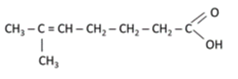 O
CH₃ – C = CH – CH₂ – CH₂ – CH₂ – C
OH
CH₃